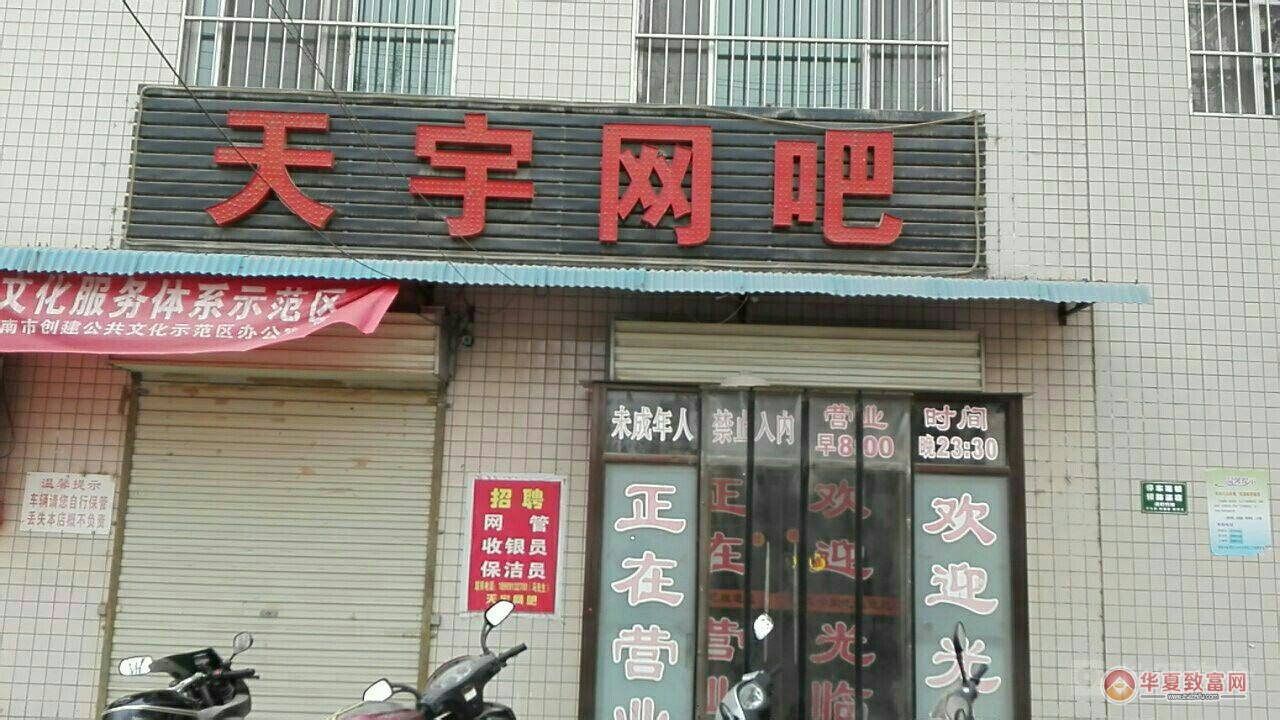 天宇网吧
文化服务体系示范区
南市创建公共文化示范区办公
温馨提示
车辆请您自行保管
丢失本店概不负责
招聘
网管
收银员
保洁员
天宇网吧
未成年人 禁止入内
营业 时间
早8:00 晚23:30
正在营业
正在营业
欢迎光临
欢迎光
华夏致富网